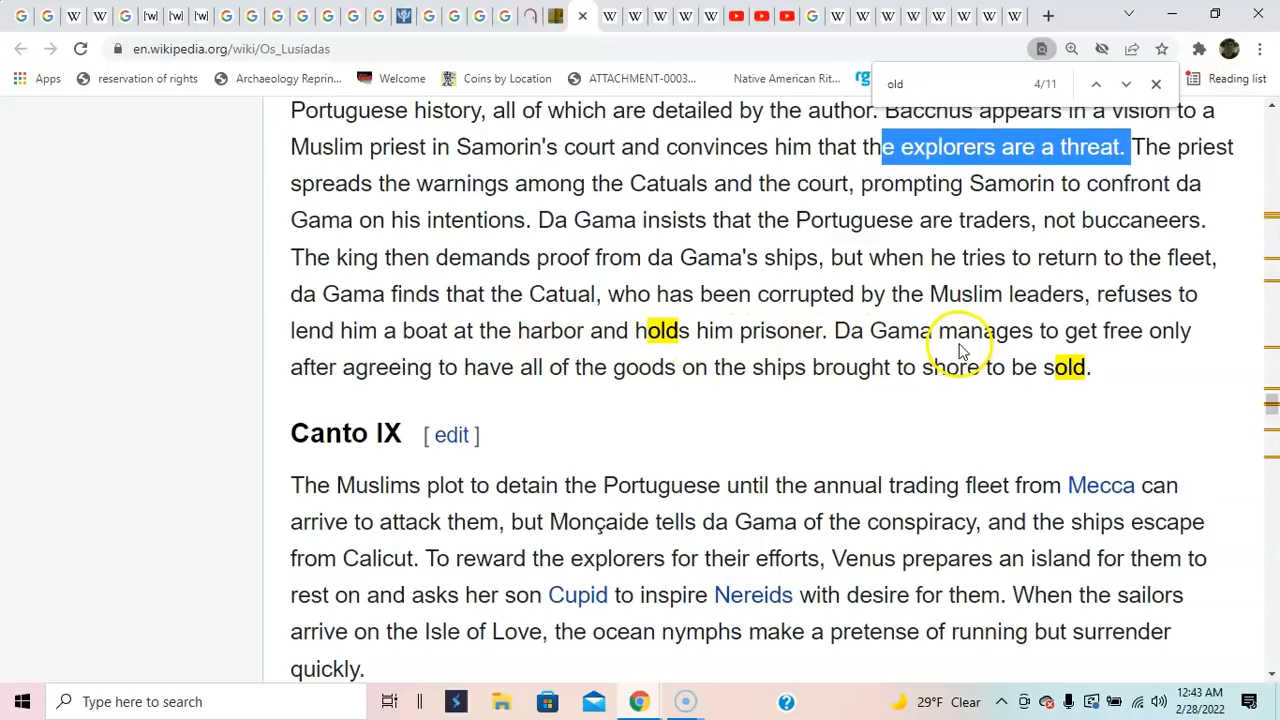 en.wikipedia.org/wiki/Os_Lusíadas
Apps reservation of rights Archaeology Reprin... Welcome Coins by Location ATTACHMENT-0003... Native American Rit... rg Reading list
old 4/11
Portuguese history, all of which are detailed by the author. Bacchus appears in a vision to a
Muslim priest in Samorin's court and convinces him that the explorers are a threat. The priest
spreads the warnings among the Catuals and the court, prompting Samorin to confront da
Gama on his intentions. Da Gama insists that the Portuguese are traders, not buccaneers.
The king then demands proof from da Gama's ships, but when he tries to return to the fleet,
da Gama finds that the Catual, who has been corrupted by the Muslim leaders, refuses to
lend him a boat at the harbor and holds him prisoner. Da Gama manages to get free only
after agreeing to have all of the goods on the ships brought to shore to be sold.
Canto IX [ edit ]
The Muslims plot to detain the Portuguese until the annual trading fleet from Mecca can
arrive to attack them, but Monçaide tells da Gama of the conspiracy, and the ships escape
from Calicut. To reward the explorers for their efforts, Venus prepares an island for them to
rest on and asks her son Cupid to inspire Nereids with desire for them. When the sailors
arrive on the Isle of Love, the ocean nymphs make a pretense of running but surrender
quickly.
Type here to search 29°F Clear 12:43 AM
2/28/2022